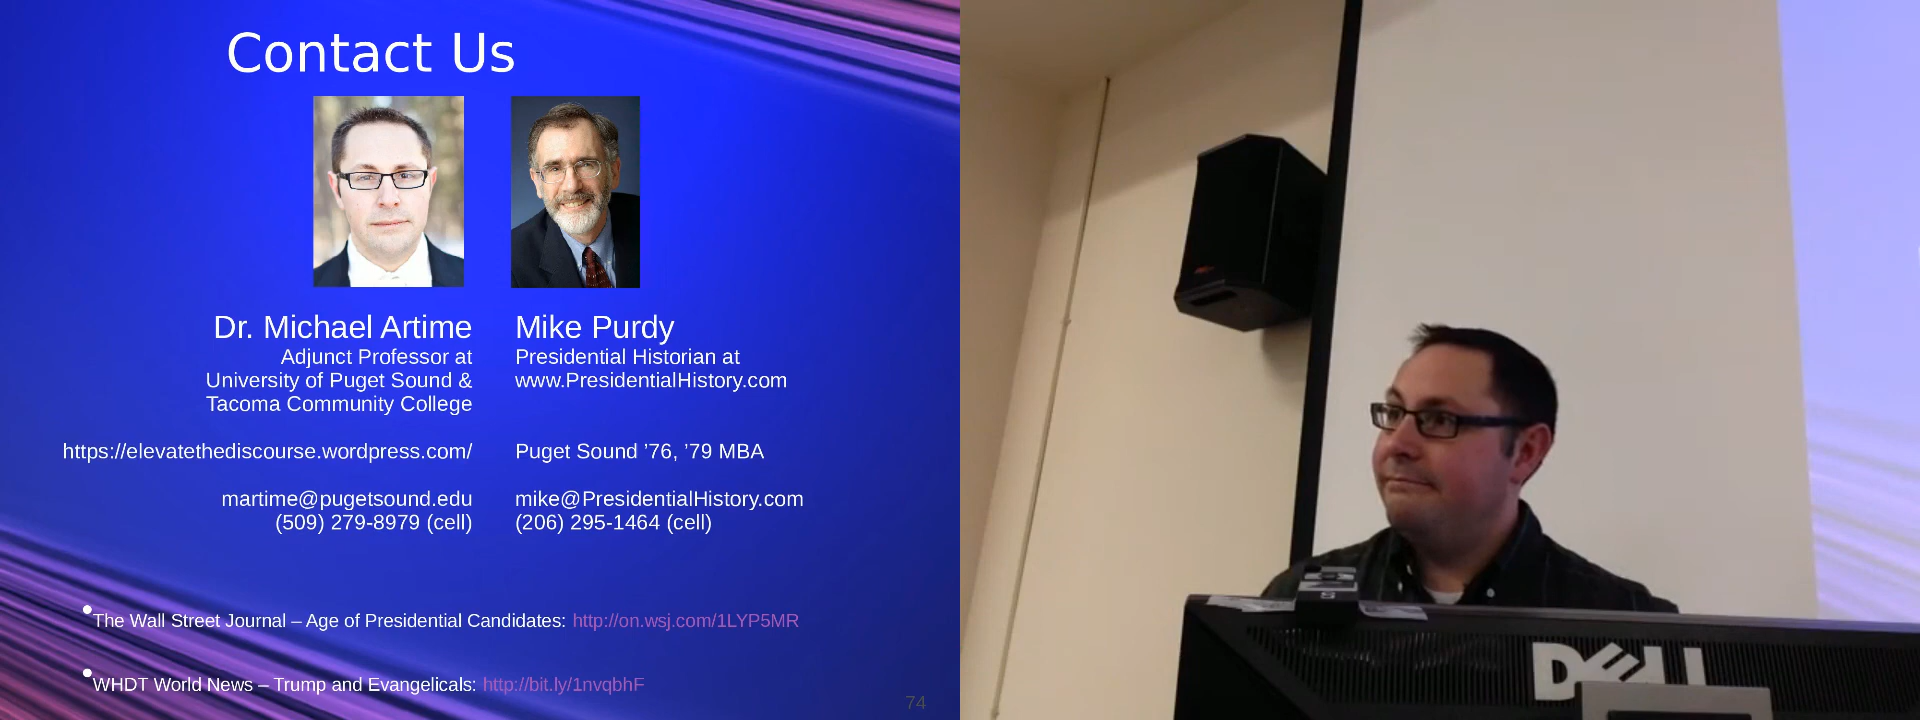 Contact Us
Dr. Michael Artime
Adjunct Professor at
University of Puget Sound &
Tacoma Community College
https://elevatethediscourse.wordpress.com/
martime@pugetsound.edu
(509) 279-8979 (cell)
Mike Purdy
Presidential Historian at
www.PresidentialHistory.com
Puget Sound ’76, ’79 MBA
mike@PresidentialHistory.com
(206) 295-1464 (cell)
•The Wall Street Journal – Age of Presidential Candidates: http://on.wsj.com/1LYP5MR
•WHDT World News – Trump and Evangelicals: http://bit.ly/1nvqbhF
74
DELL